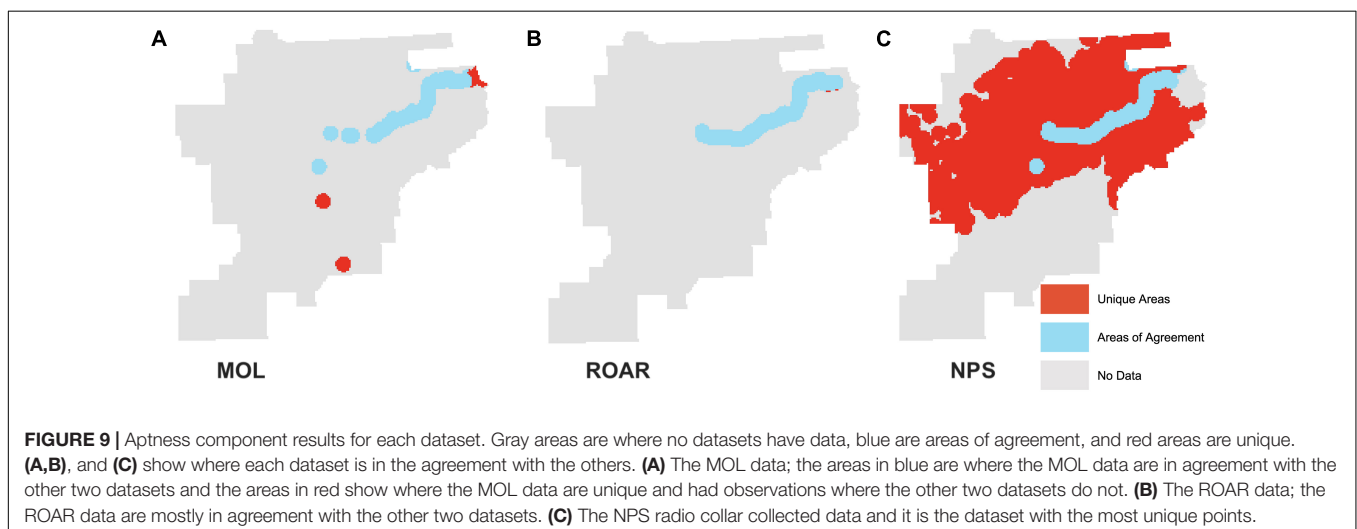 A
B
C
MOL
ROAR
NPS
Unique Areas
Areas of Agreement
No Data
FIGURE 9 | Aptness component results for each dataset. Gray areas are where no datasets have data, blue are areas of agreement, and red areas are unique.
(A,B), and (C) show where each dataset is in the agreement with the others. (A) The MOL data; the areas in blue are where the MOL data are in agreement with the
other two datasets and the areas in red show where the MOL data are unique and had observations where the other two datasets do not. (B) The ROAR data; the
ROAR data are mostly in agreement with the other two datasets. (C) The NPS radio collar collected data and it is the dataset with the most unique points.